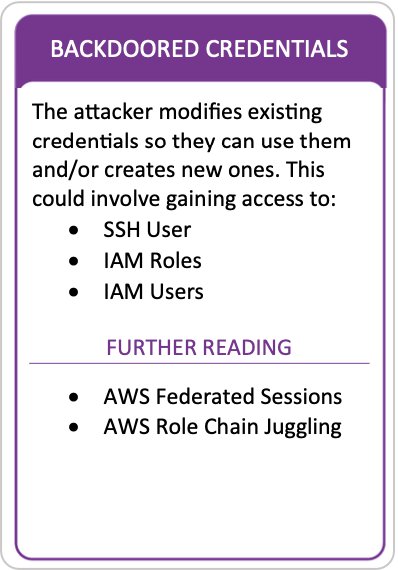 BACKDOORED CREDENTIALS
The attacker modifies existing
credentials so they can use them
and/or creates new ones. This
could involve gaining access to:
• SSH User
• IAM Roles
• IAM Users
FURTHER READING
• AWS Federated Sessions
• AWS Role Chain Juggling